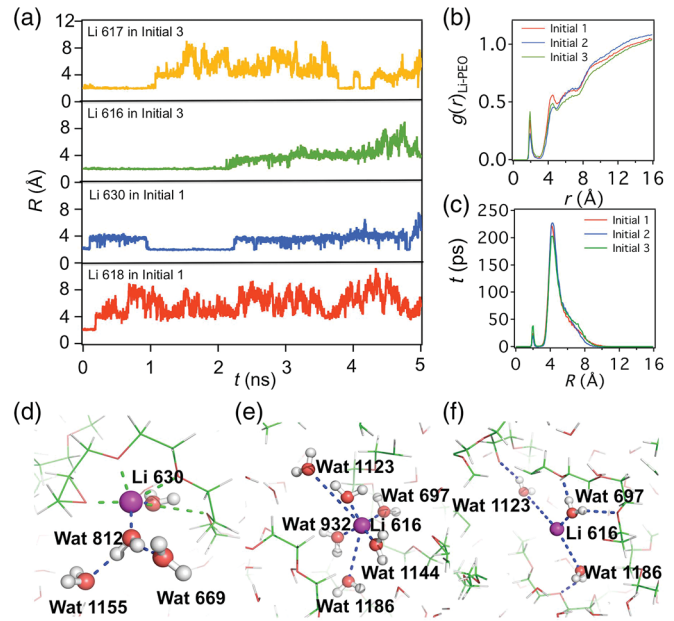 (a)
12
Li 617 in Initial 3
8
4
0
Li 616 in Initial 3
8
4
0
Li 630 in Initial 1
8
4
0
Li 618 in Initial 1
8
4
0
R (Å)
0 1 2 3 4 5
t (ns)
(b)
g(r)Li-PEO
1.0
0.5
0.0
Initial 1
Initial 2
Initial 3
0 4 8 12 16
r (Å)
(c)
t (ps)
250
200
150
100
50
0
Initial 1
Initial 2
Initial 3
0 4 8 12 16
R (Å)
(d)
Li 630
Wat 812
Wat 1155
Wat 669
(e)
Wat 1123
Wat 697
Wat 932
Li 616
Wat 1144
Wat 1186
(f)
Wat 1123
Wat 697
Li 616
Wat 1186